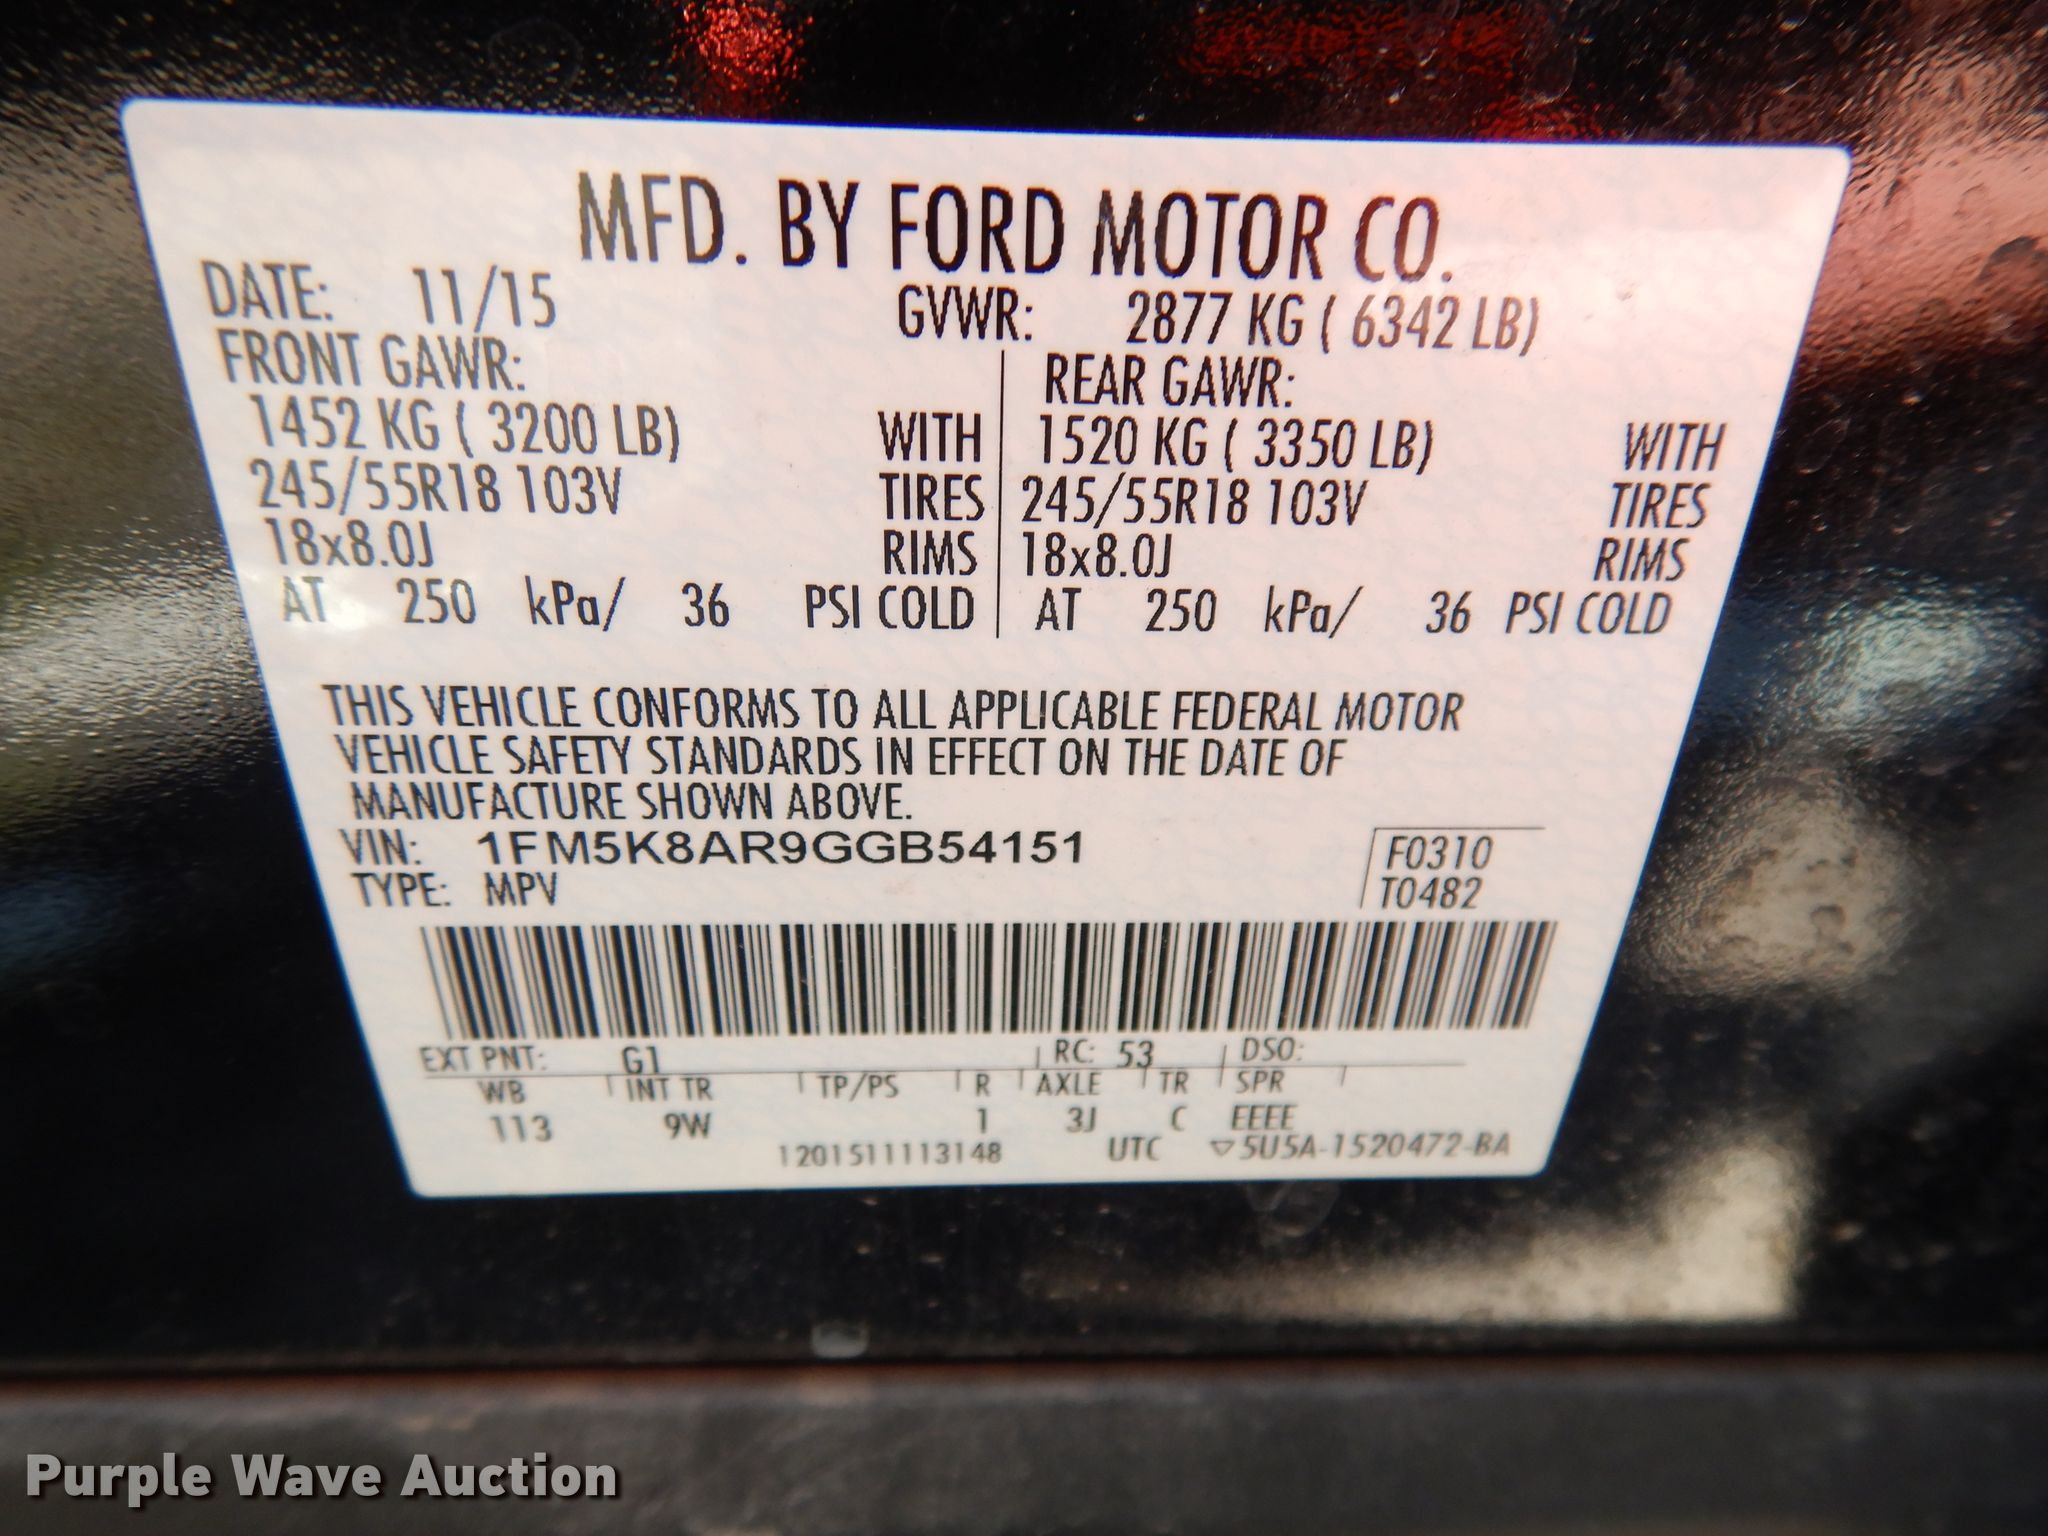 MFD. BY FORD MOTOR CO.
DATE: 11/15 GVWR: 2877 KG ( 6342 LB)
FRONT GAWR: REAR GAWR:
1452 KG ( 3200 LB) WITH 1520 KG ( 3350 LB) WITH
245/55R18 103V TIRES 245/55R18 103V TIRES
18x8.0J RIMS 18x8.0J RIMS
AT 250 kPa/ 36 PSI COLD AT 250 kPa/ 36 PSI COLD
THIS VEHICLE CONFORMS TO ALL APPLICABLE FEDERAL MOTOR
VEHICLE SAFETY STANDARDS IN EFFECT ON THE DATE OF
MANUFACTURE SHOWN ABOVE.
VIN: 1FM5K8AR9GGB54151 F0310
TYPE: MPV T0482
EXT PNT: G1 RC: 53 DSO:
WB INT TR TP/PS R AXLE TR SPR
113 9W 1 3J C EEEE
1201511113148 UTC ▽5U5A-1520472-BA
Purple Wave Auction